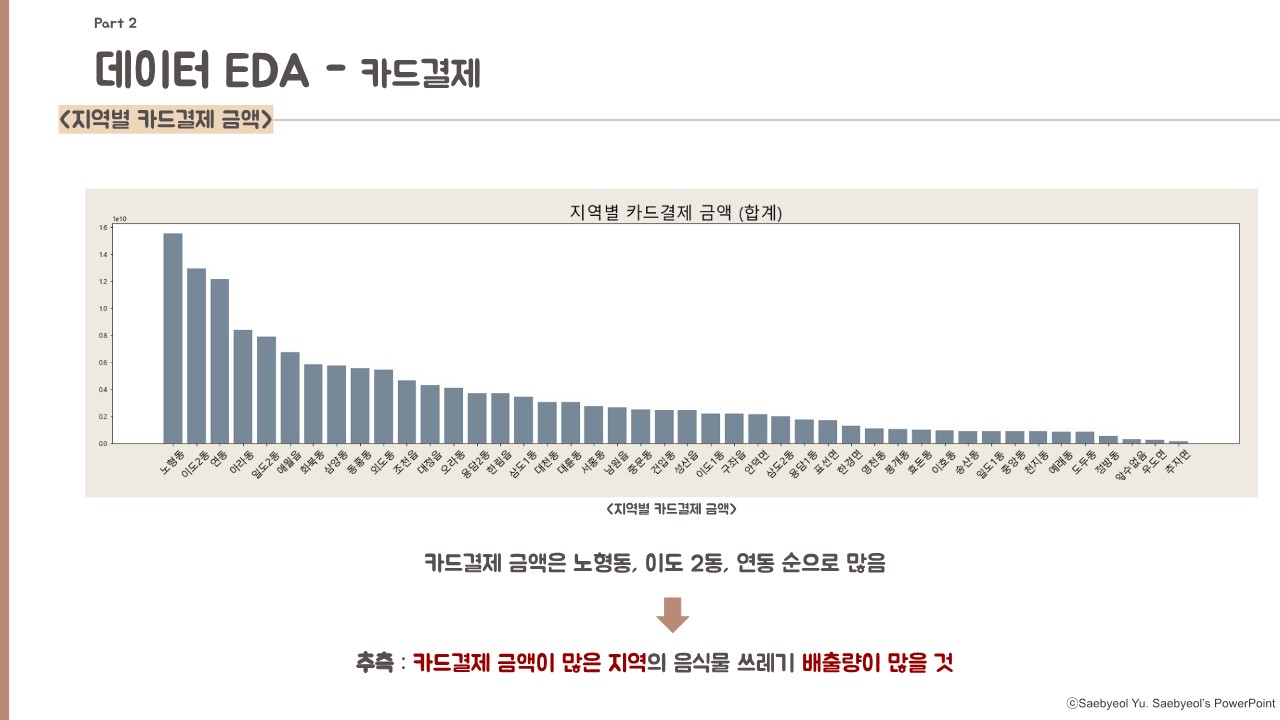 Part 2
데이터 EDA - 카드결제
<지역별 카드결제 금액>
지역별 카드결제 금액 (합계)
1e10
1.6
1.4
1.2
1.0
0.8
0.6
0.4
0.2
0.0
노형동 이도2동 연동 아라동 일도2동 애월읍 화북동 삼양동 동홍동 외도동 조천읍 대정읍 오라동 용담2동 한림읍 삼도1동 대천동 대륜동 서홍동 남원읍 중문동 건입동 성산읍 이도1동 구좌읍 안덕면 삼도2동 용담1동 표선면 한경면 영천동 봉개동 효돈동 이호동 송산동 일도1동 중앙동 천지동 예래동 도두동 정방동 알수없음 우도면 추자면
<지역별 카드결제 금액>
카드결제 금액은 노형동, 이도 2동, 연동 순으로 많음
추측 : 카드결제 금액이 많은 지역의 음식물 쓰레기 배출량이 많을 것
ⓒSaebyeol Yu. Saebyeol's PowerPoint